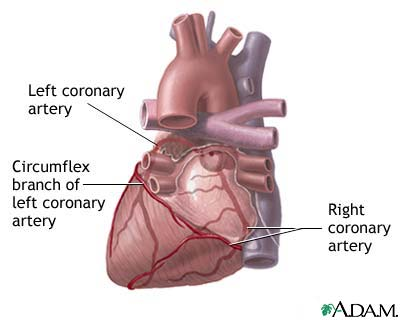 Left coronary
artery
Circumflex
branch of
left coronary
artery
Right
coronary
artery
A.D.A.M.